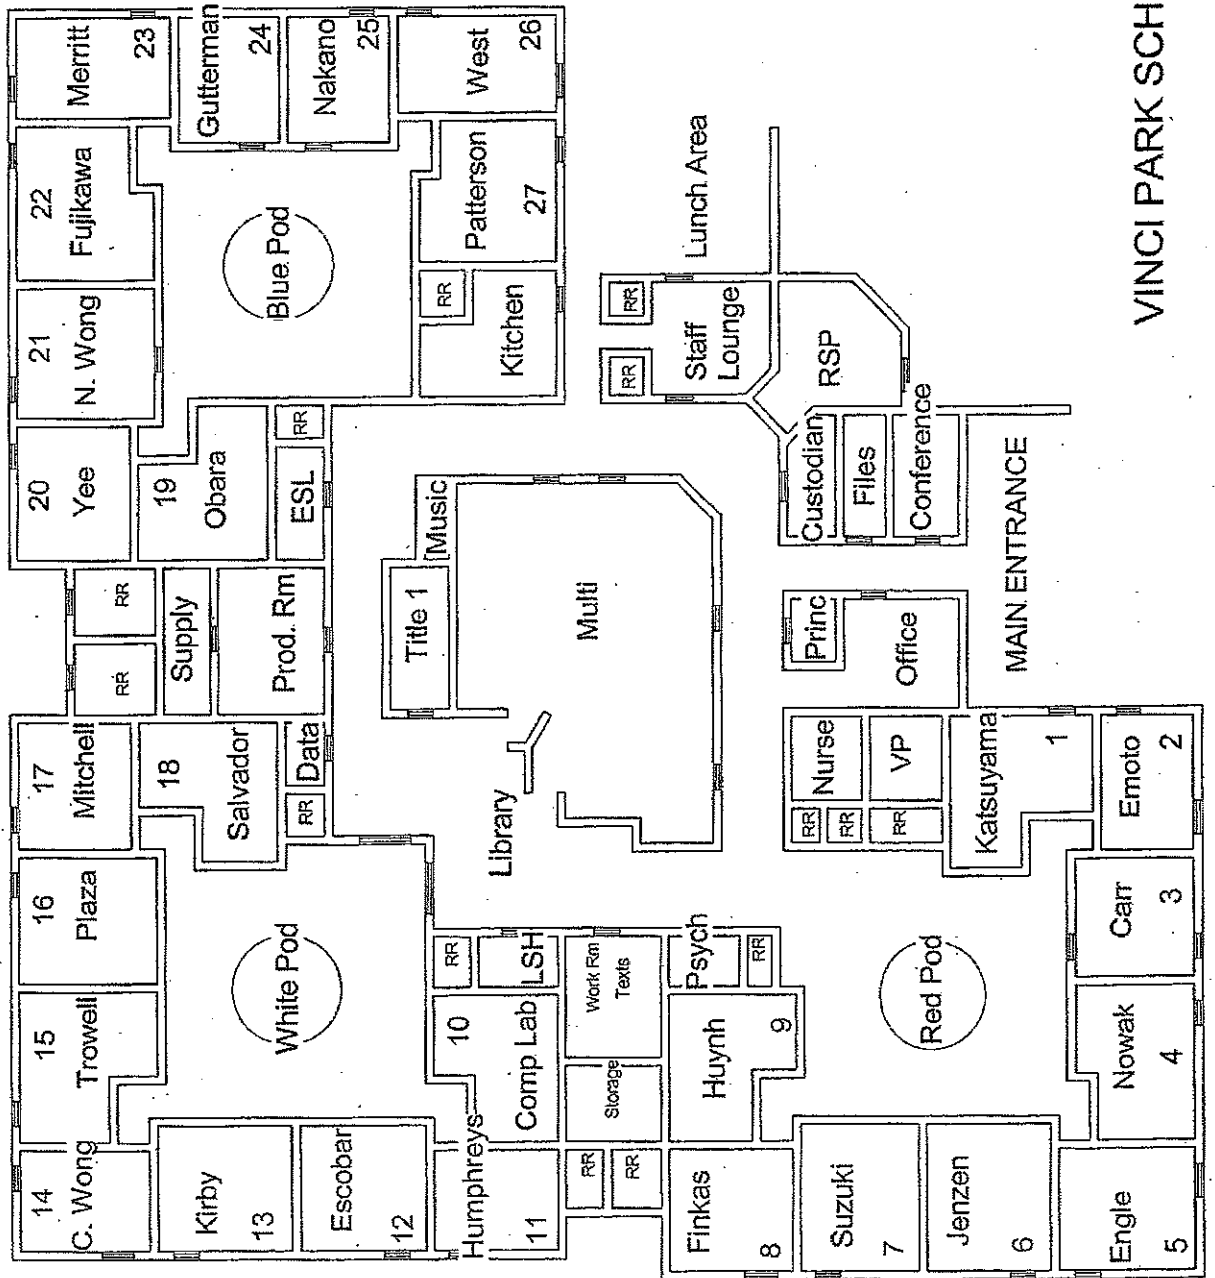 VINCI PARK SCH
14
C. Wong
15
Trowell
16
Plaza
17
Mitchell
RR
RR
20
Yee
21
N. Wong
22
Fujikawa
Merritt
23
Kirby
13
Escobar
12
White Pod
18
Salvador
Supply
Prod. Rm
19
Obara
Blue Pod
Gutterman
24
Nakano
25
RR
Data
ESL
RR
Humphreys
11
10
Comp Lab
RR
LSH
Library
Title 1
(Music
Kitchen
RR
Patterson
27
West
26
RR
RR
Storage
Work Rm
Texts
Multi
RR
RR
Staff
Lounge
Lunch Area
Finkas
8
Huynh
9
Psych
RR
RR
RR
Nurse
Princ
Custodian
RSP
Suzuki
7
Red Pod
RR
VP
Office
Files
Conference
Jenzen
6
Katsuyama
1
MAIN ENTRANCE
Engle
5
Nowak
4
Carr
3
Emoto
2